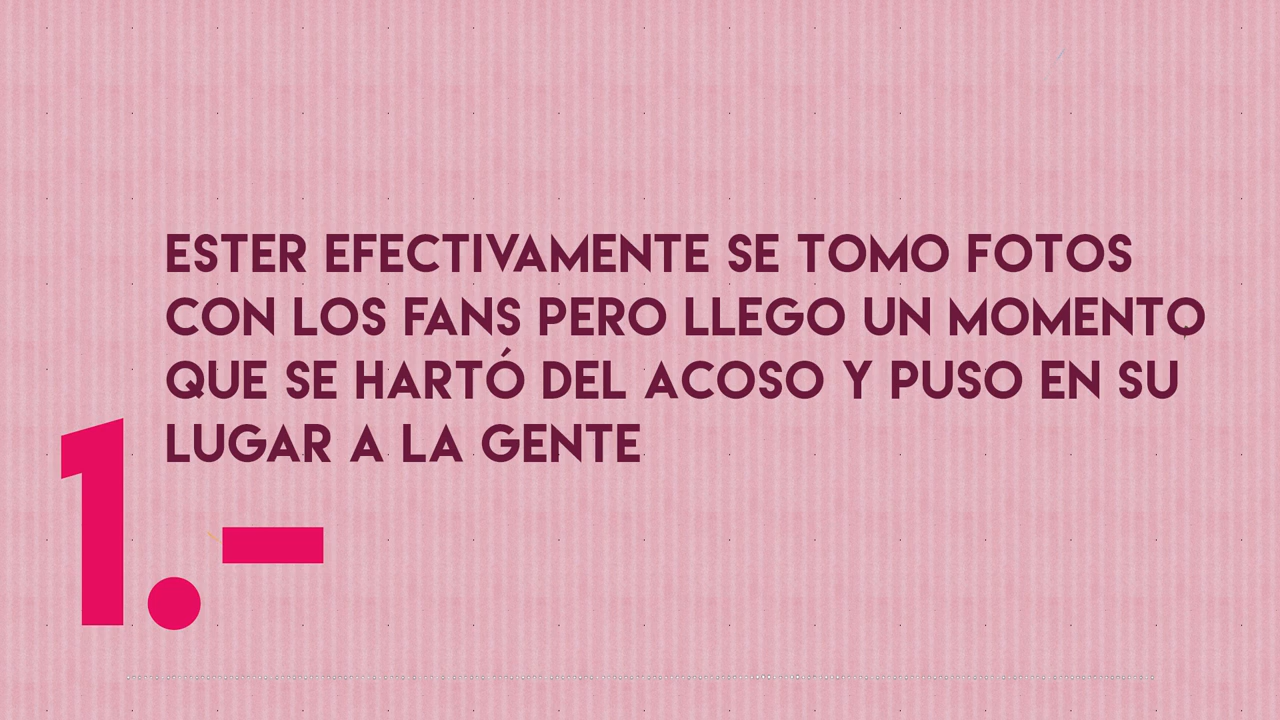 ESTER EFECTIVAMENTE SE TOMO FOTOS
CON LOS FANS PERO LLEGO UN MOMENTO
QUE SE HARTÓ DEL ACOSO Y PUSO EN SU
LUGAR A LA GENTE
1.-